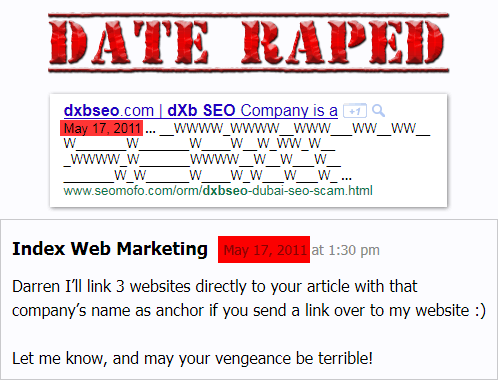 DATE RAPED
dxbseo.com | dXb SEO Company is a +1
May 17, 2011 ... __WWWW_WWWW__WWW___WW__WW__
W_______W_______W_____W____W__W___W_
_WWWW_W_______WWWW__W__W___W__
_______W_W______W____W_W___W___W_ ...
www.seomofo.com/orm/dxbseo-dubai-seo-scam.html
Index Web Marketing May 17, 2011 at 1:30 pm
Darren I’ll link 3 websites directly to your article with that
company’s name as anchor if you send a link over to my website :)
Let me know, and may your vengeance be terrible!